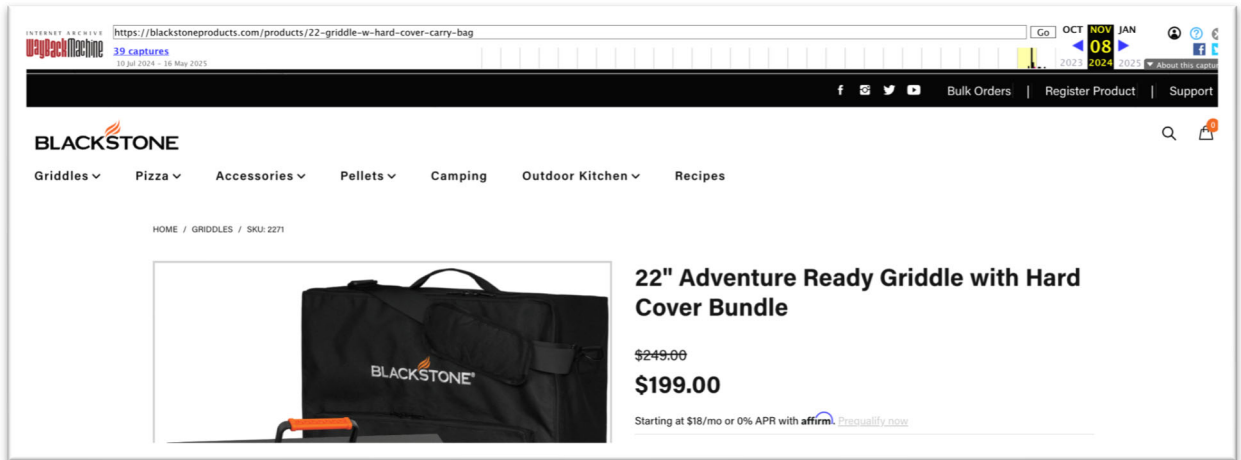 INTERNET ARCHIVE
WayBackMachine
https://blackstoneproducts.com/products/22-griddle-w-hard-cover-carry-bag
Go
OCT NOV JAN
39 captures
08
10 Jul 2024 - 16 May 2025
2023 2024 2025
About this captur
Bulk Orders | Register Product | Support
BLACKSTONE
0
Griddles Pizza Accessories Pellets Camping Outdoor Kitchen Recipes
HOME / GRIDDLES / SKU: 2271
22" Adventure Ready Griddle with Hard
Cover Bundle
$249.00
$199.00
Starting at $18/mo or 0% APR with affirm. Prequalify now
BLACKSTONE®